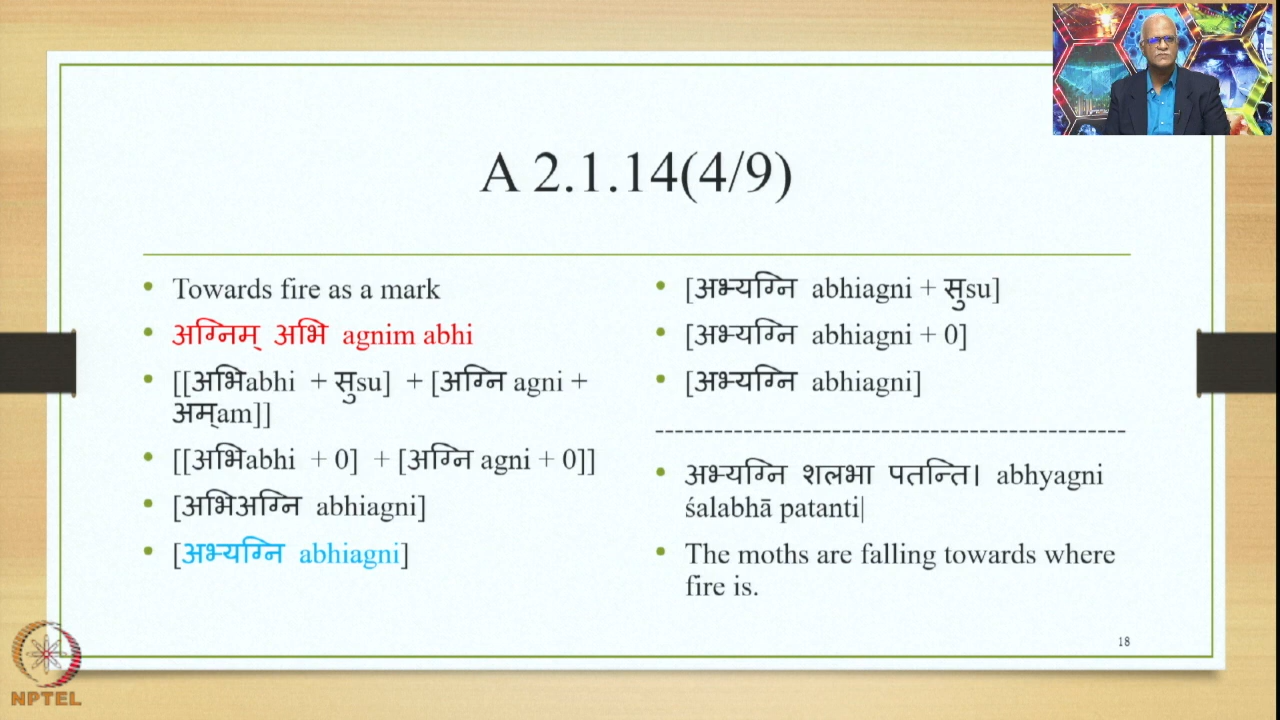 A 2.1.14(4/9)
• Towards fire as a mark
• अग्निम् अभि agnim abhi
• [[अभिabhi + सुsu] + [अग्नि agni +
अम्am]]
• [[अभिabhi + 0] + [अग्नि agni + 0]]
• [अभिअग्नि abhiagni]
• [अभ्यग्नि abhiagni]
• [अभ्यग्नि abhiagni + सुsu]
• [अभ्यग्नि abhiagni + 0]
• [अभ्यग्नि abhiagni]
----------------------------------------------
• अभ्यग्नि शलभा पतन्ति। abhyagni
śalabhā patanti|
• The moths are falling towards where
fire is.
18
NPTEL